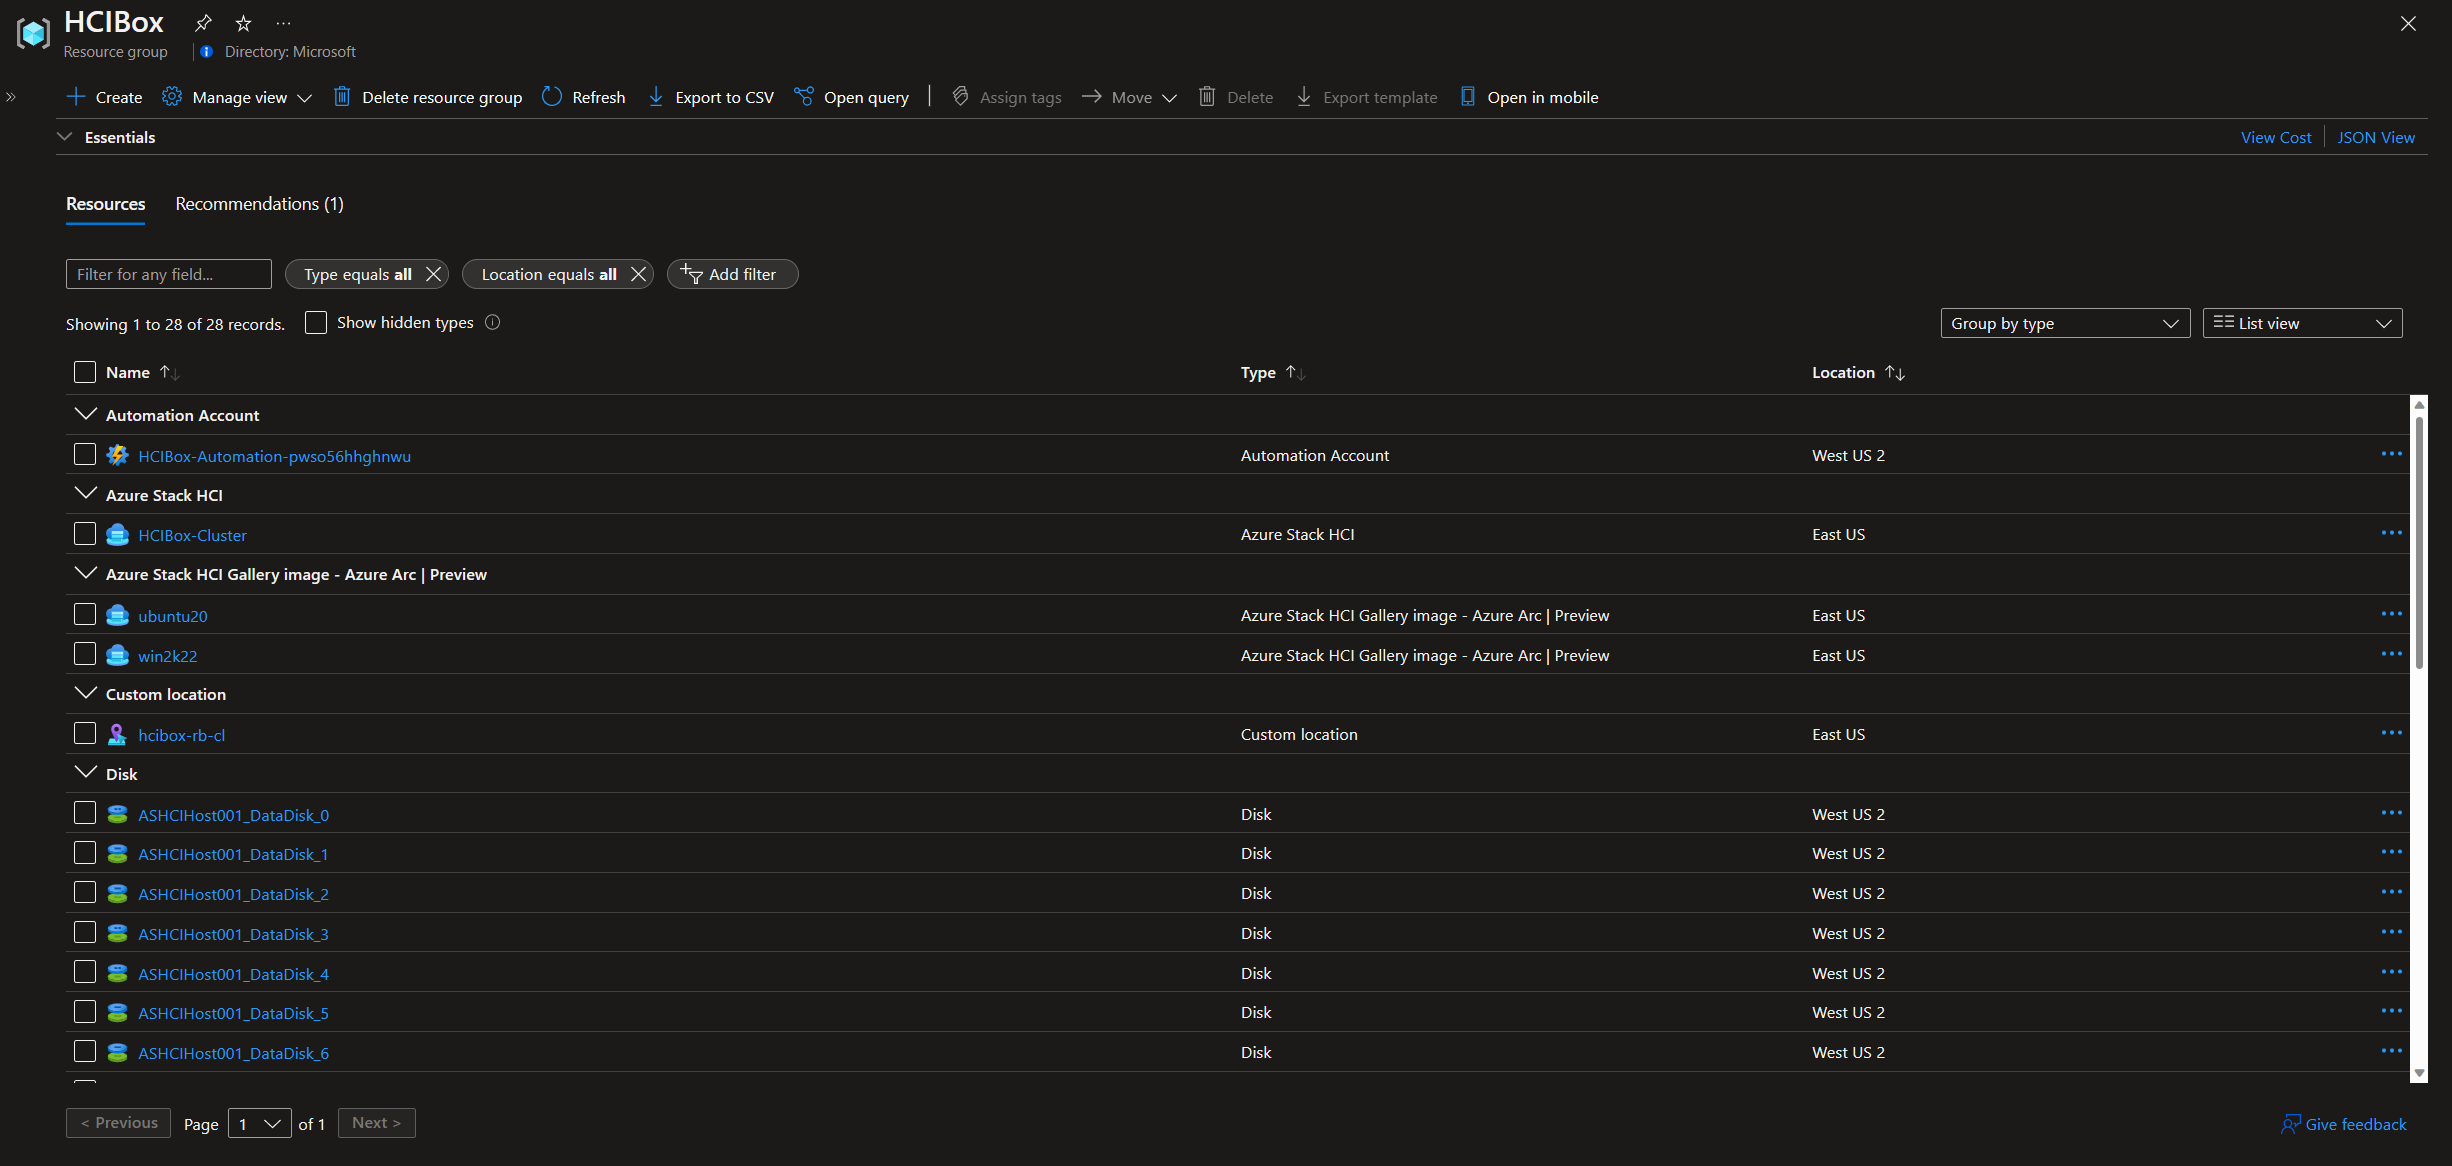 HCIBox
Resource group
Directory: Microsoft
Create
Manage view
Delete resource group
Refresh
Export to CSV
Open query
Assign tags
Move
Delete
Export template
Open in mobile
Essentials
View Cost
JSON View
Resources
Recommendations (1)
Filter for any field...
Type equals all
Location equals all
Add filter
Showing 1 to 28 of 28 records.
Show hidden types
Group by type
List view
Name
Type
Location
Automation Account
HCIBox-Automation-pwso56hhghnwu
Automation Account
West US 2
Azure Stack HCI
HCIBox-Cluster
Azure Stack HCI
East US
Azure Stack HCI Gallery image - Azure Arc | Preview
ubuntu20
Azure Stack HCI Gallery image - Azure Arc | Preview
East US
win2k22
Azure Stack HCI Gallery image - Azure Arc | Preview
East US
Custom location
hcibox-rb-cl
Custom location
East US
Disk
ASHCIHost001_DataDisk_0
Disk
West US 2
ASHCIHost001_DataDisk_1
Disk
West US 2
ASHCIHost001_DataDisk_2
Disk
West US 2
ASHCIHost001_DataDisk_3
Disk
West US 2
ASHCIHost001_DataDisk_4
Disk
West US 2
ASHCIHost001_DataDisk_5
Disk
West US 2
ASHCIHost001_DataDisk_6
Disk
West US 2
< Previous
Page
1
of 1
Next >
Give feedback